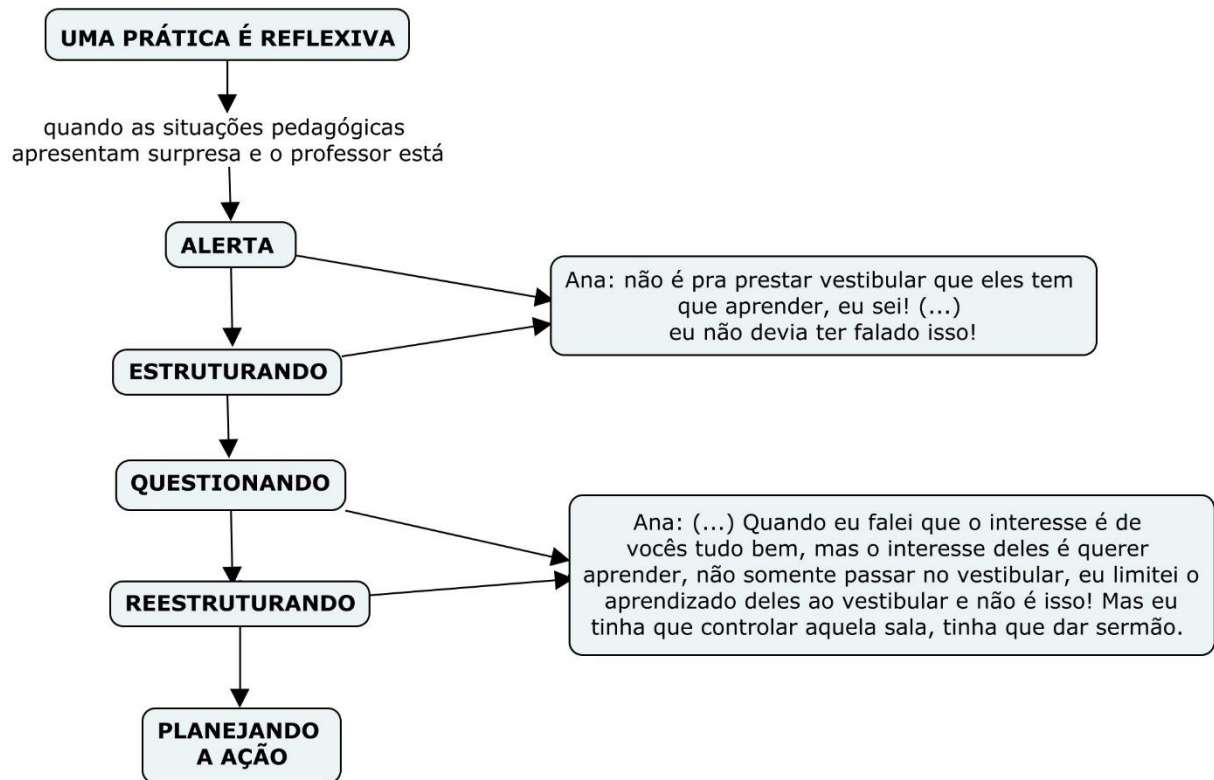 UMA PRÁTICA É REFLEXIVA
quando as situações pedagógicas
apresentam surpresa e o professor está
ALERTA
Ana: não é pra prestar vestibular que eles tem
que aprender, eu sei! (...)
eu não devia ter falado isso!
ESTRUTURANDO
QUESTIONANDO
Ana: (...) Quando eu falei que o interesse é de
vocês tudo bem, mas o interesse deles é querer
aprender, não somente passar no vestibular, eu limitei o
aprendizado deles ao vestibular e não é isso! Mas eu
tinha que controlar aquela sala, tinha que dar sermão.
REESTRUTURANDO
PLANEJANDO
A AÇÃO